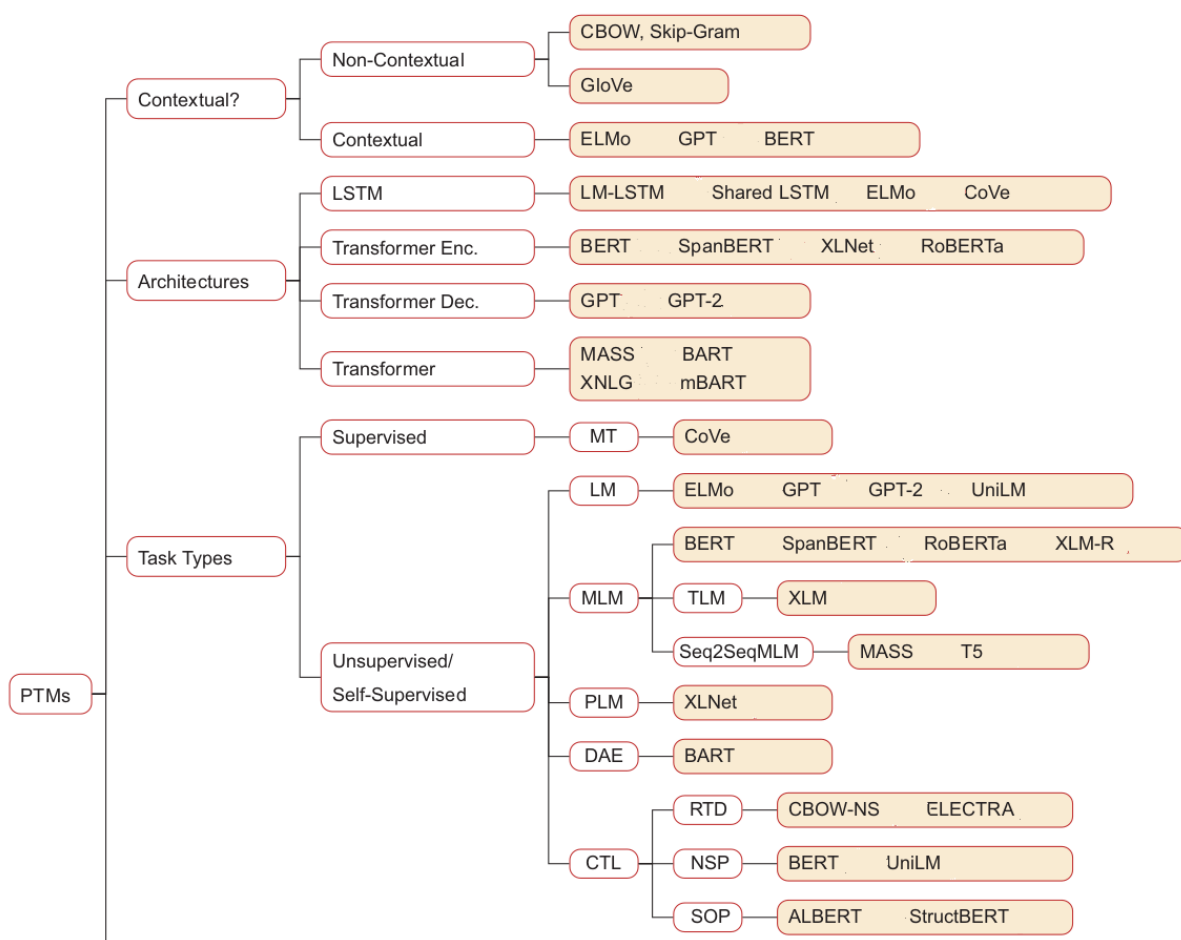 CBOW, Skip-Gram
Non-Contextual
GloVe
Contextual?
Contextual
ELMo GPT BERT
LSTM
LM-LSTM Shared LSTM ELMo CoVe
Transformer Enc.
BERT SpanBERT XLNet RoBERTa
Architectures
Transformer Dec.
GPT GPT-2
Transformer
MASS BART
XNLG mBART
Supervised
MT
CoVe
LM
ELMo GPT GPT-2 UniLM
Task Types
BERT SpanBERT RoBERTa XLM-R
MLM
TLM
XLM
Unsupervised/
Self-Supervised
Seq2SeqMLM
MASS T5
PTMs
PLM
XLNet
DAE
BART
RTD
CBOW-NS ELECTRA
CTL
NSP
BERT UniLM
SOP
ALBERT StructBERT